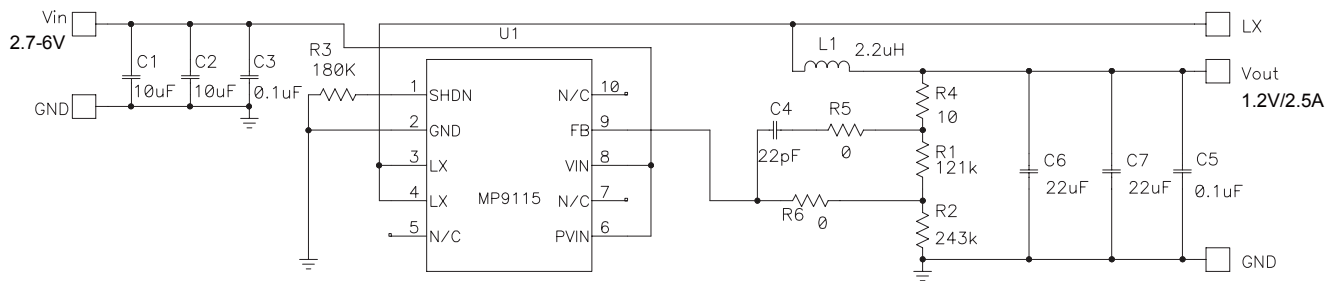 Vin
2.7-6V
GND
C1
10uF
C2
10uF
C3
0.1uF
R3
180K
U1
1 SHDN
2 GND
3 LX
4 LX
5 N/C
MP9115
N/C 10
FB 9
VIN 8
N/C 7
PVIN 6
C4
22pF
R5
0
R6
0
L1 2.2uH
R4
10
R1
121k
R2
243k
C6
22uF
C7
22uF
C5
0.1uF
LX
Vout
1.2V/2.5A
GND